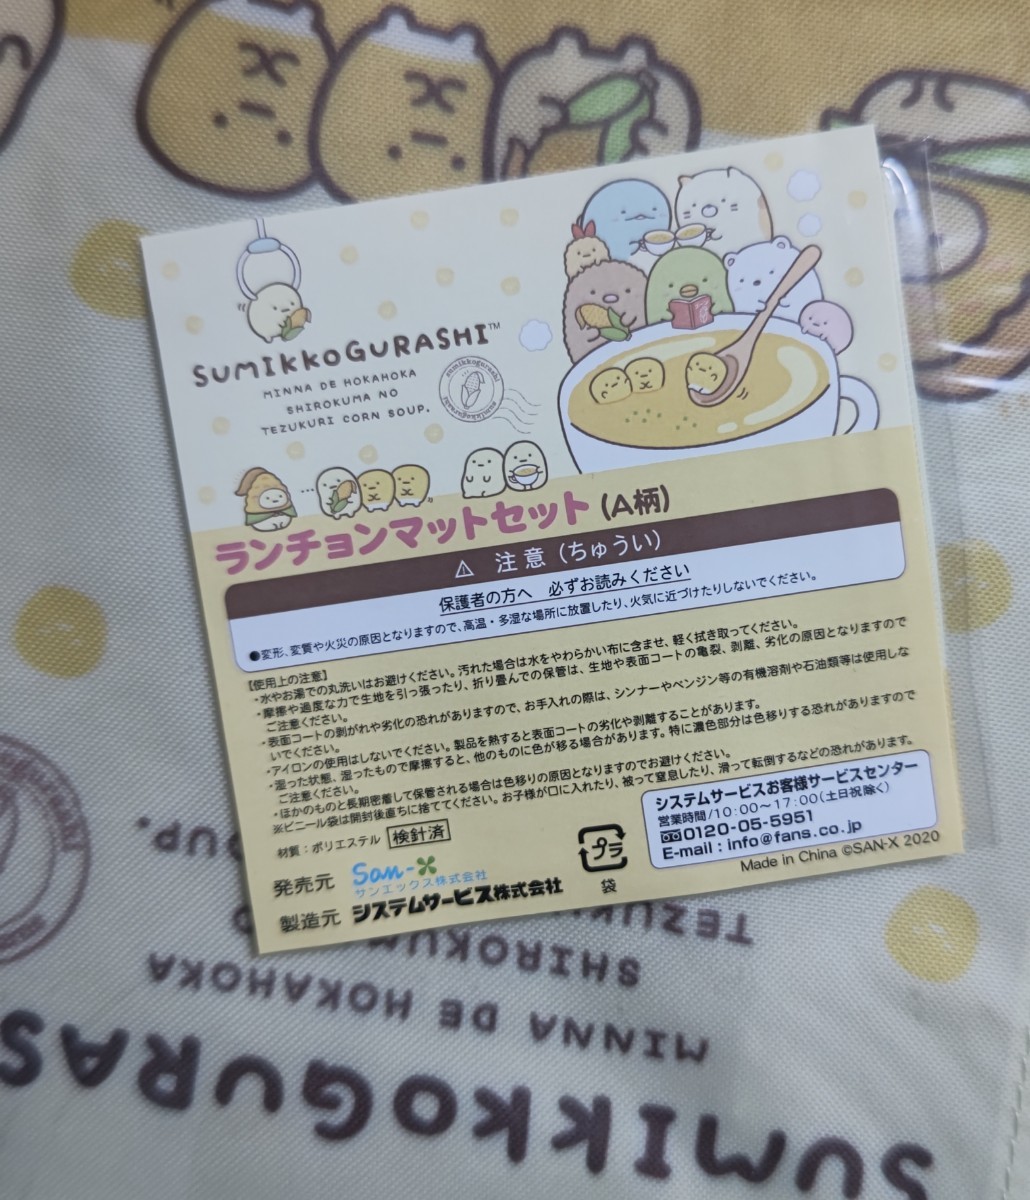 SUMIKKOGURASHI™
MINNA DE HOKAHOKA
SHIROKUMA NO
TEZUKURI CORN SOUP.
sumikkogurashi
ランチョンマットセット (A柄)
⚠ 注意 (ちゅうい)
保護者の方へ 必ずお読みください
●変形、変質や火災の原因となりますので、高温・多湿な場所に放置したり、火気に近づけたりしないでください。
【使用上の注意】
・水やお湯での丸洗いはお避けください。汚れた場合は水をやわらかい布に含ませ、軽く拭き取ってください。
・摩擦や過度な力で生地を引っ張ったり、折り畳んでの保管は、生地や表面コートの亀裂、剥離、劣化の原因となりますので
ご注意ください。
・表面コートの剥がれや劣化の恐れがありますので、お手入れの際は、シンナーやベンジン等の有機溶剤や石油類等は使用しな
いでください。
・アイロンの使用はしないでください。製品を熱すると表面コートの劣化や剥離することがあります。
・湿った状態、湿ったもので摩擦すると、他のものに色が移る場合があります。特に濃色部分は色移りする恐れがありますので
ご注意ください。
・ほかのものと長期密着して保管される場合は色移りの原因となりますのでお避けください。
※ビニール袋は開封後直ちに捨ててください。お子様が口に入れたり、被って窒息したり、滑って転倒するなどの恐れがあります。
材質：ポリエステル 検針済
発売元 San-X
サンエックス株式会社
製造元 システムサービス株式会社
プラ
袋
システムサービスお客様サービスセンター
営業時間/10:00～17:00(土日祝除く)
0120-05-5951
E-mail : info@fans.co.jp
Made in China ©SAN-X 2020
SUMIKKOGURAS
MINNA DE HOKAHOKA
SHIROKUM
TEZUK
OUP.